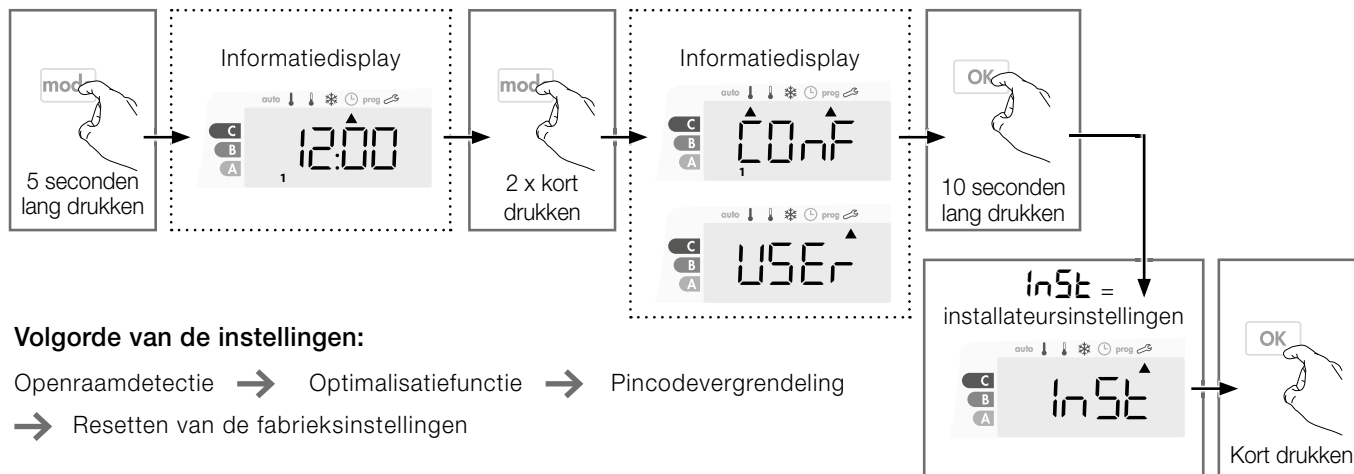 mod
5 seconden
lang drukken
Informatiedisplay
auto prog
C
B
A
12:00
1
mod
2 x kort
drukken
Informatiedisplay
auto prog
C
B
A
COnF
1
auto prog
C
B
A
USEr
OK
10 seconden
lang drukken
InSt =
installateursinstellingen
auto prog
C
B
A
InSt
OK
Kort drukken
Volgorde van de instellingen:
Openraamdetectie → Optimalisatiefunctie → Pincodevergrendeling
→ Resetten van de fabrieksinstellingen